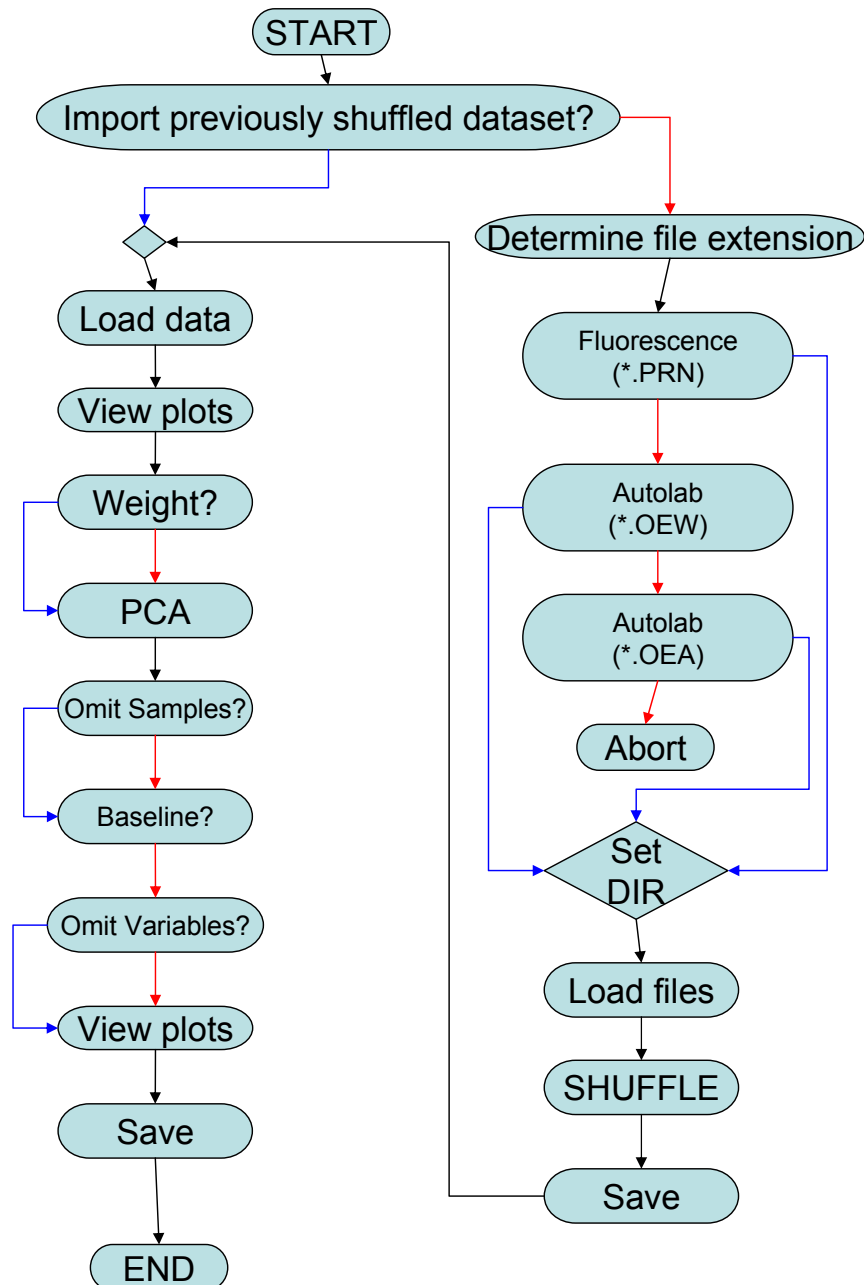 START
Import previously shuffled dataset?
Determine file extension
Load data
View plots
Weight?
PCA
Omit Samples?
Baseline?
Omit Variables?
View plots
Save
END
Fluorescence
(*.PRN)
Autolab
(*.OEW)
Autolab
(*.OEA)
Abort
Set
DIR
Load files
SHUFFLE
Save